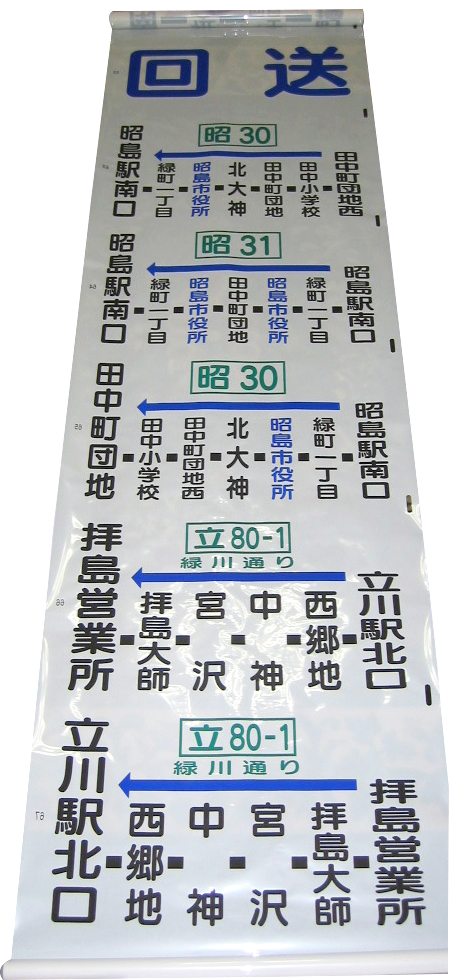 回送
昭30
昭島駅南口 緑町一丁目 昭島市役所 北大神 田中町団地 田中小学校 田中町団地西
昭31
昭島駅南口 緑町一丁目 昭島市役所 田中町団地 昭島市役所 緑町一丁目 昭島駅南口
64
昭30
田中町団地 田中小学校 田中町団地西 北大神 昭島市役所 緑町一丁目 昭島駅南口
65
立80-1
緑川通り
拝島営業所 拝島大師 宮沢 中神 西郷地 立川駅北口
66
立80-1
緑川通り
立川駅北口 西郷地 中神 宮沢 拝島大師 拝島営業所
67